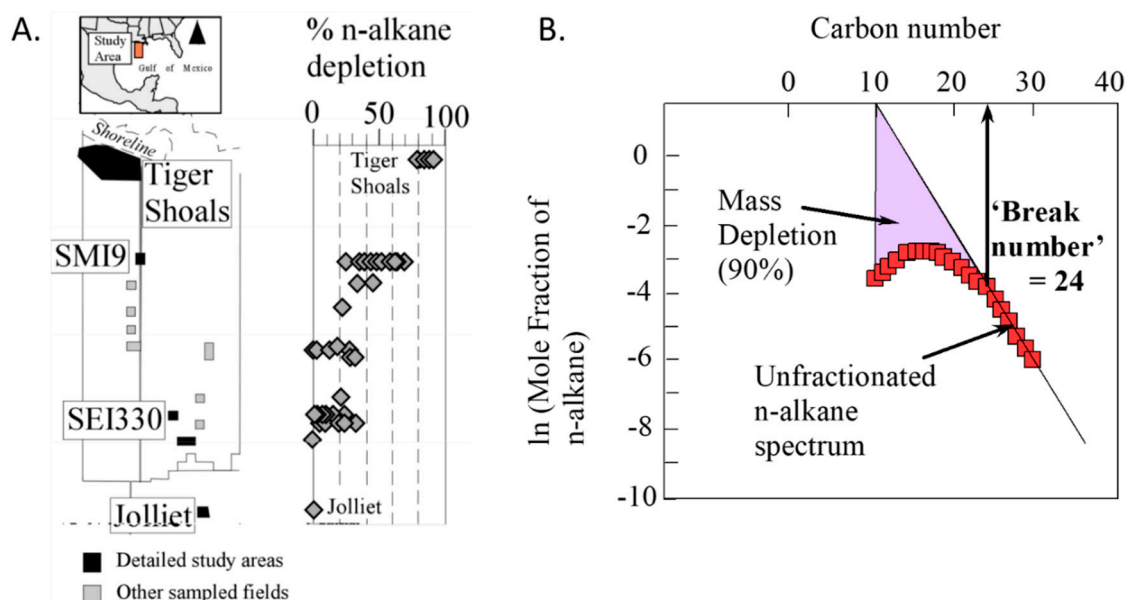 A.
Study
Area
Gulf of Mexico
Shoreline
Tiger
Shoals
SMI9
SEI330
Jolliet
Detailed study areas
Other sampled fields
% n-alkane
depletion
0
50
100
Tiger
Shoals
Jolliet
B.
Carbon number
0
10
20
30
40
ln (Mole Fraction of
n-alkane)
0
-2
-4
-6
-8
-10
Mass
Depletion
(90%)
'Break
number'
= 24
Unfractionated
n-alkane
spectrum